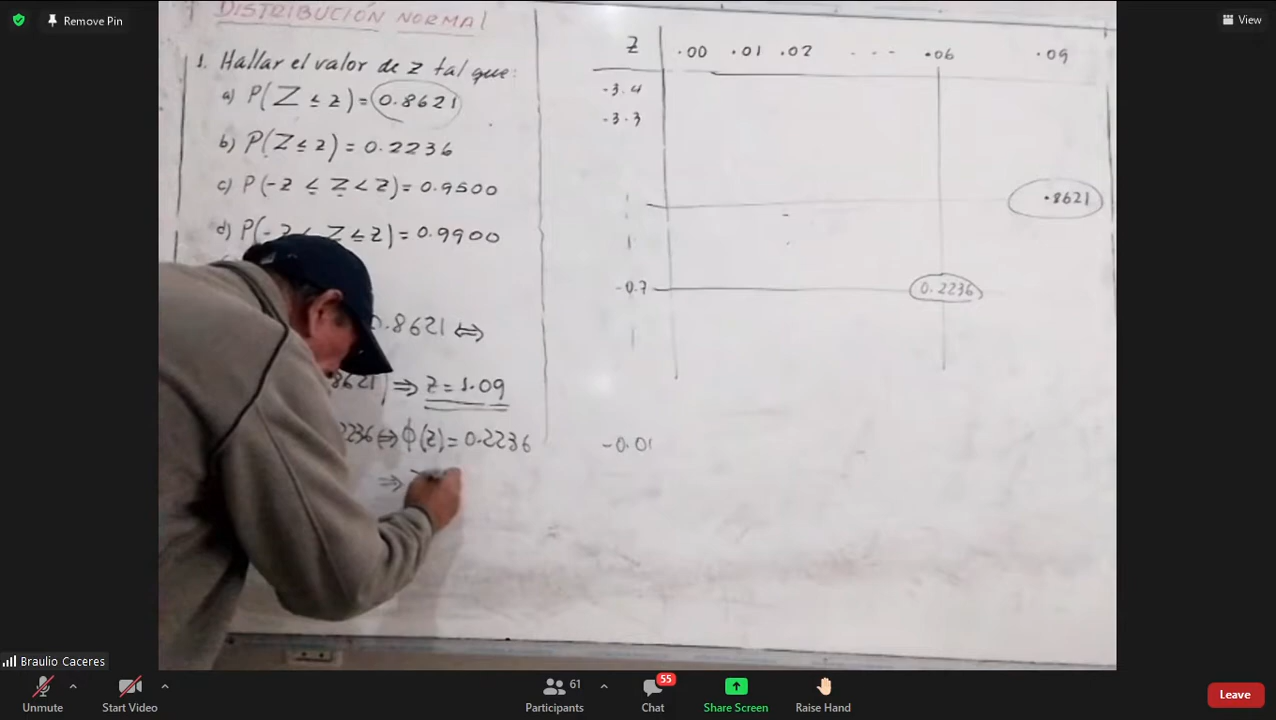 Remove Pin
View
DISTRIBUCIÓN NORMAL
1. Hallar el valor de z tal que:
a) P(Z ≤ z) = 0.8621
b) P(Z ≤ z) = 0.2236
c) P(-z ≤ Z < z) = 0.9500
d) P(-z ≤ Z ≤ z) = 0.9900
0.8621 ⇔
8621) ⇒ z = 1.09
2236 ⇔ ϕ(z) = 0.2236
⇒
Z .00 .01 .02 - - - .06 .09
-3.4
-3.3
.8621
-0.7 0.2236
-0.01
Braulio Caceres
Unmute
Start Video
61
Participants
55
Chat
Share Screen
Raise Hand
Leave